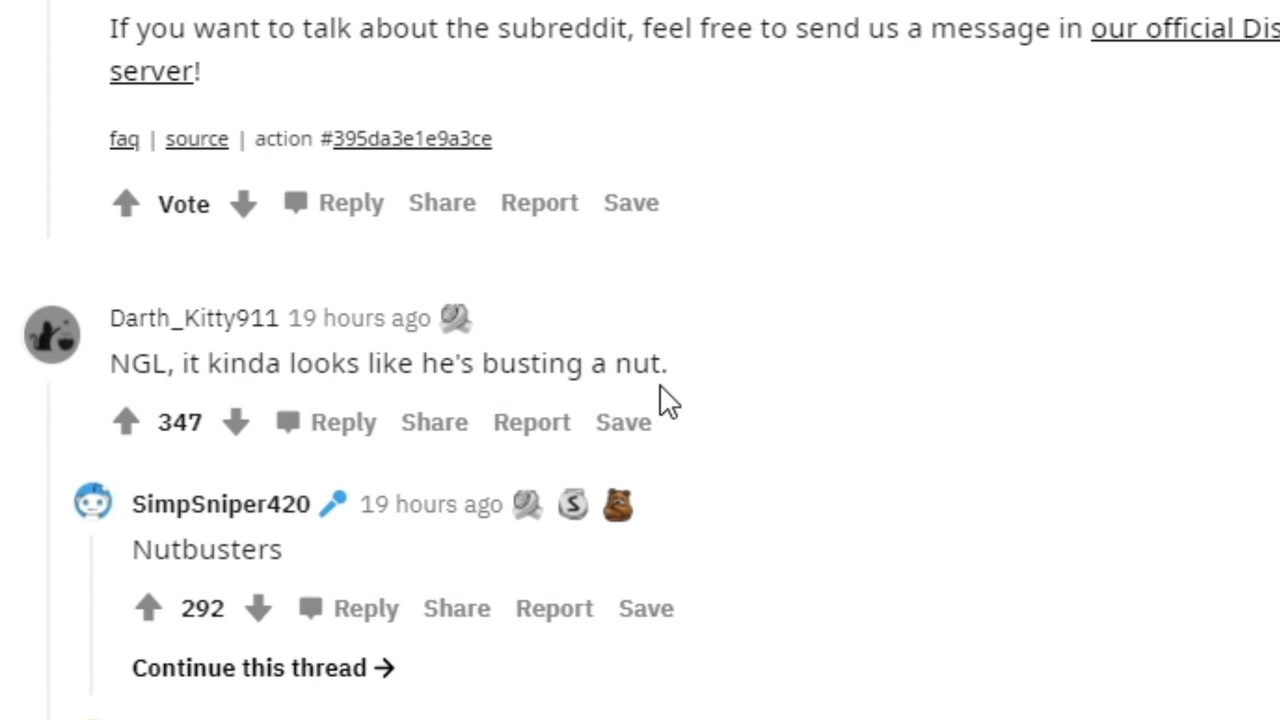 If you want to talk about the subreddit, feel free to send us a message in our official Dis
server!
faq | source | action #395da3e1e9a3ce
Vote Reply Share Report Save
Darth_Kitty911 19 hours ago
NGL, it kinda looks like he's busting a nut.
347 Reply Share Report Save
SimpSniper420 19 hours ago S
Nutbusters
292 Reply Share Report Save
Continue this thread →